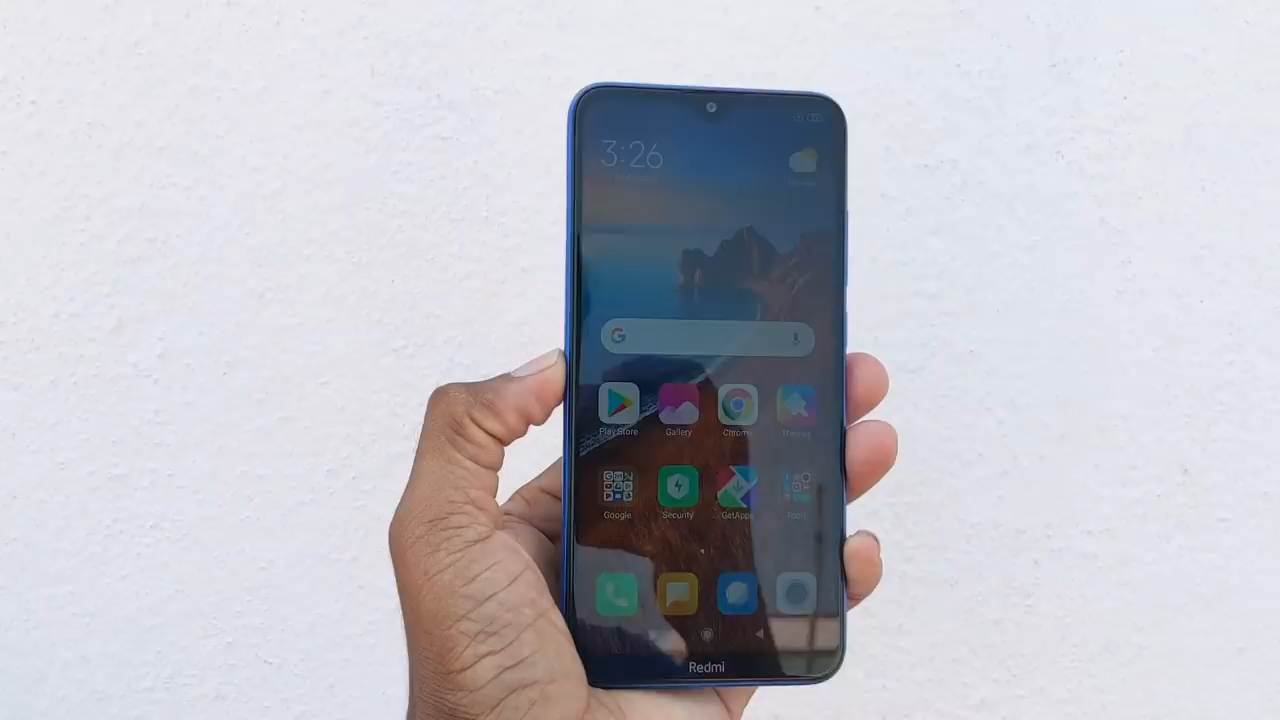 3:26
Play Store
Gallery
Chrome
Themes
Google
Security
GetApps
Tools
Redmi